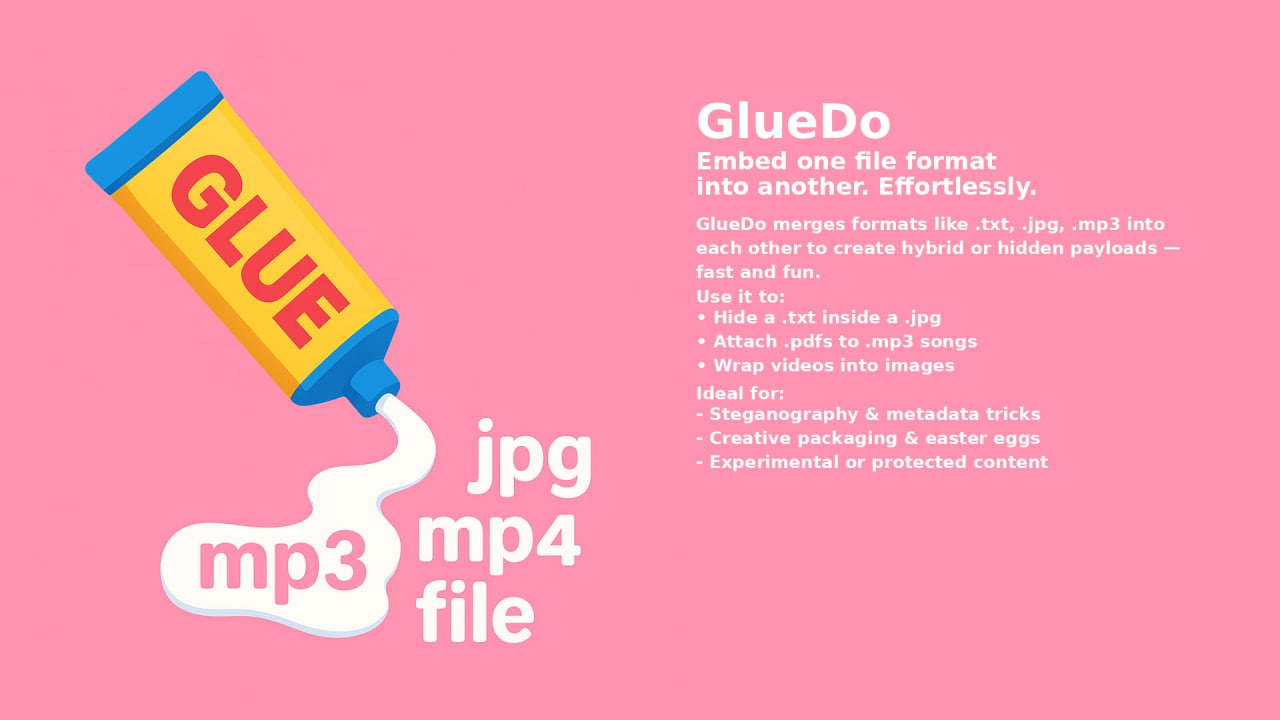 GLUE
mp3
jpg
mp4
file
GlueDo
Embed one file format
into another. Effortlessly.
GlueDo merges formats like .txt, .jpg, .mp3 into
each other to create hybrid or hidden payloads —
fast and fun.
Use it to:
• Hide a .txt inside a .jpg
• Attach .pdfs to .mp3 songs
• Wrap videos into images
Ideal for:
- Steganography & metadata tricks
- Creative packaging & easter eggs
- Experimental or protected content